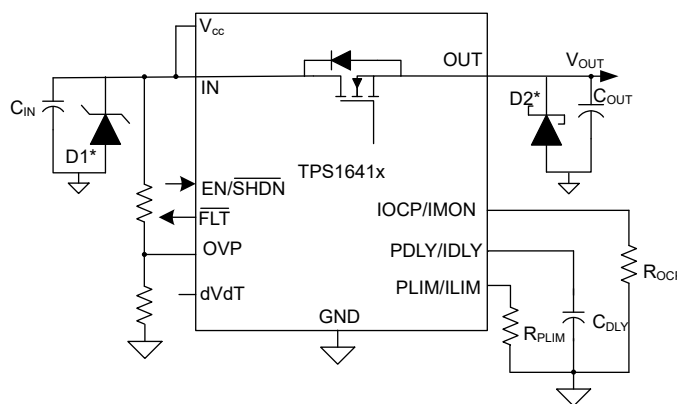 Vcc
OUT
VOUT
IN
CIN
D1*
D2*
COUT
TPS1641x
EN/SHDN
IOCP/IMON
FLT
OVP
PDLY/IDLY
ROCP
dVdT
PLIM/ILIM
GND
RPLIM
CDLY